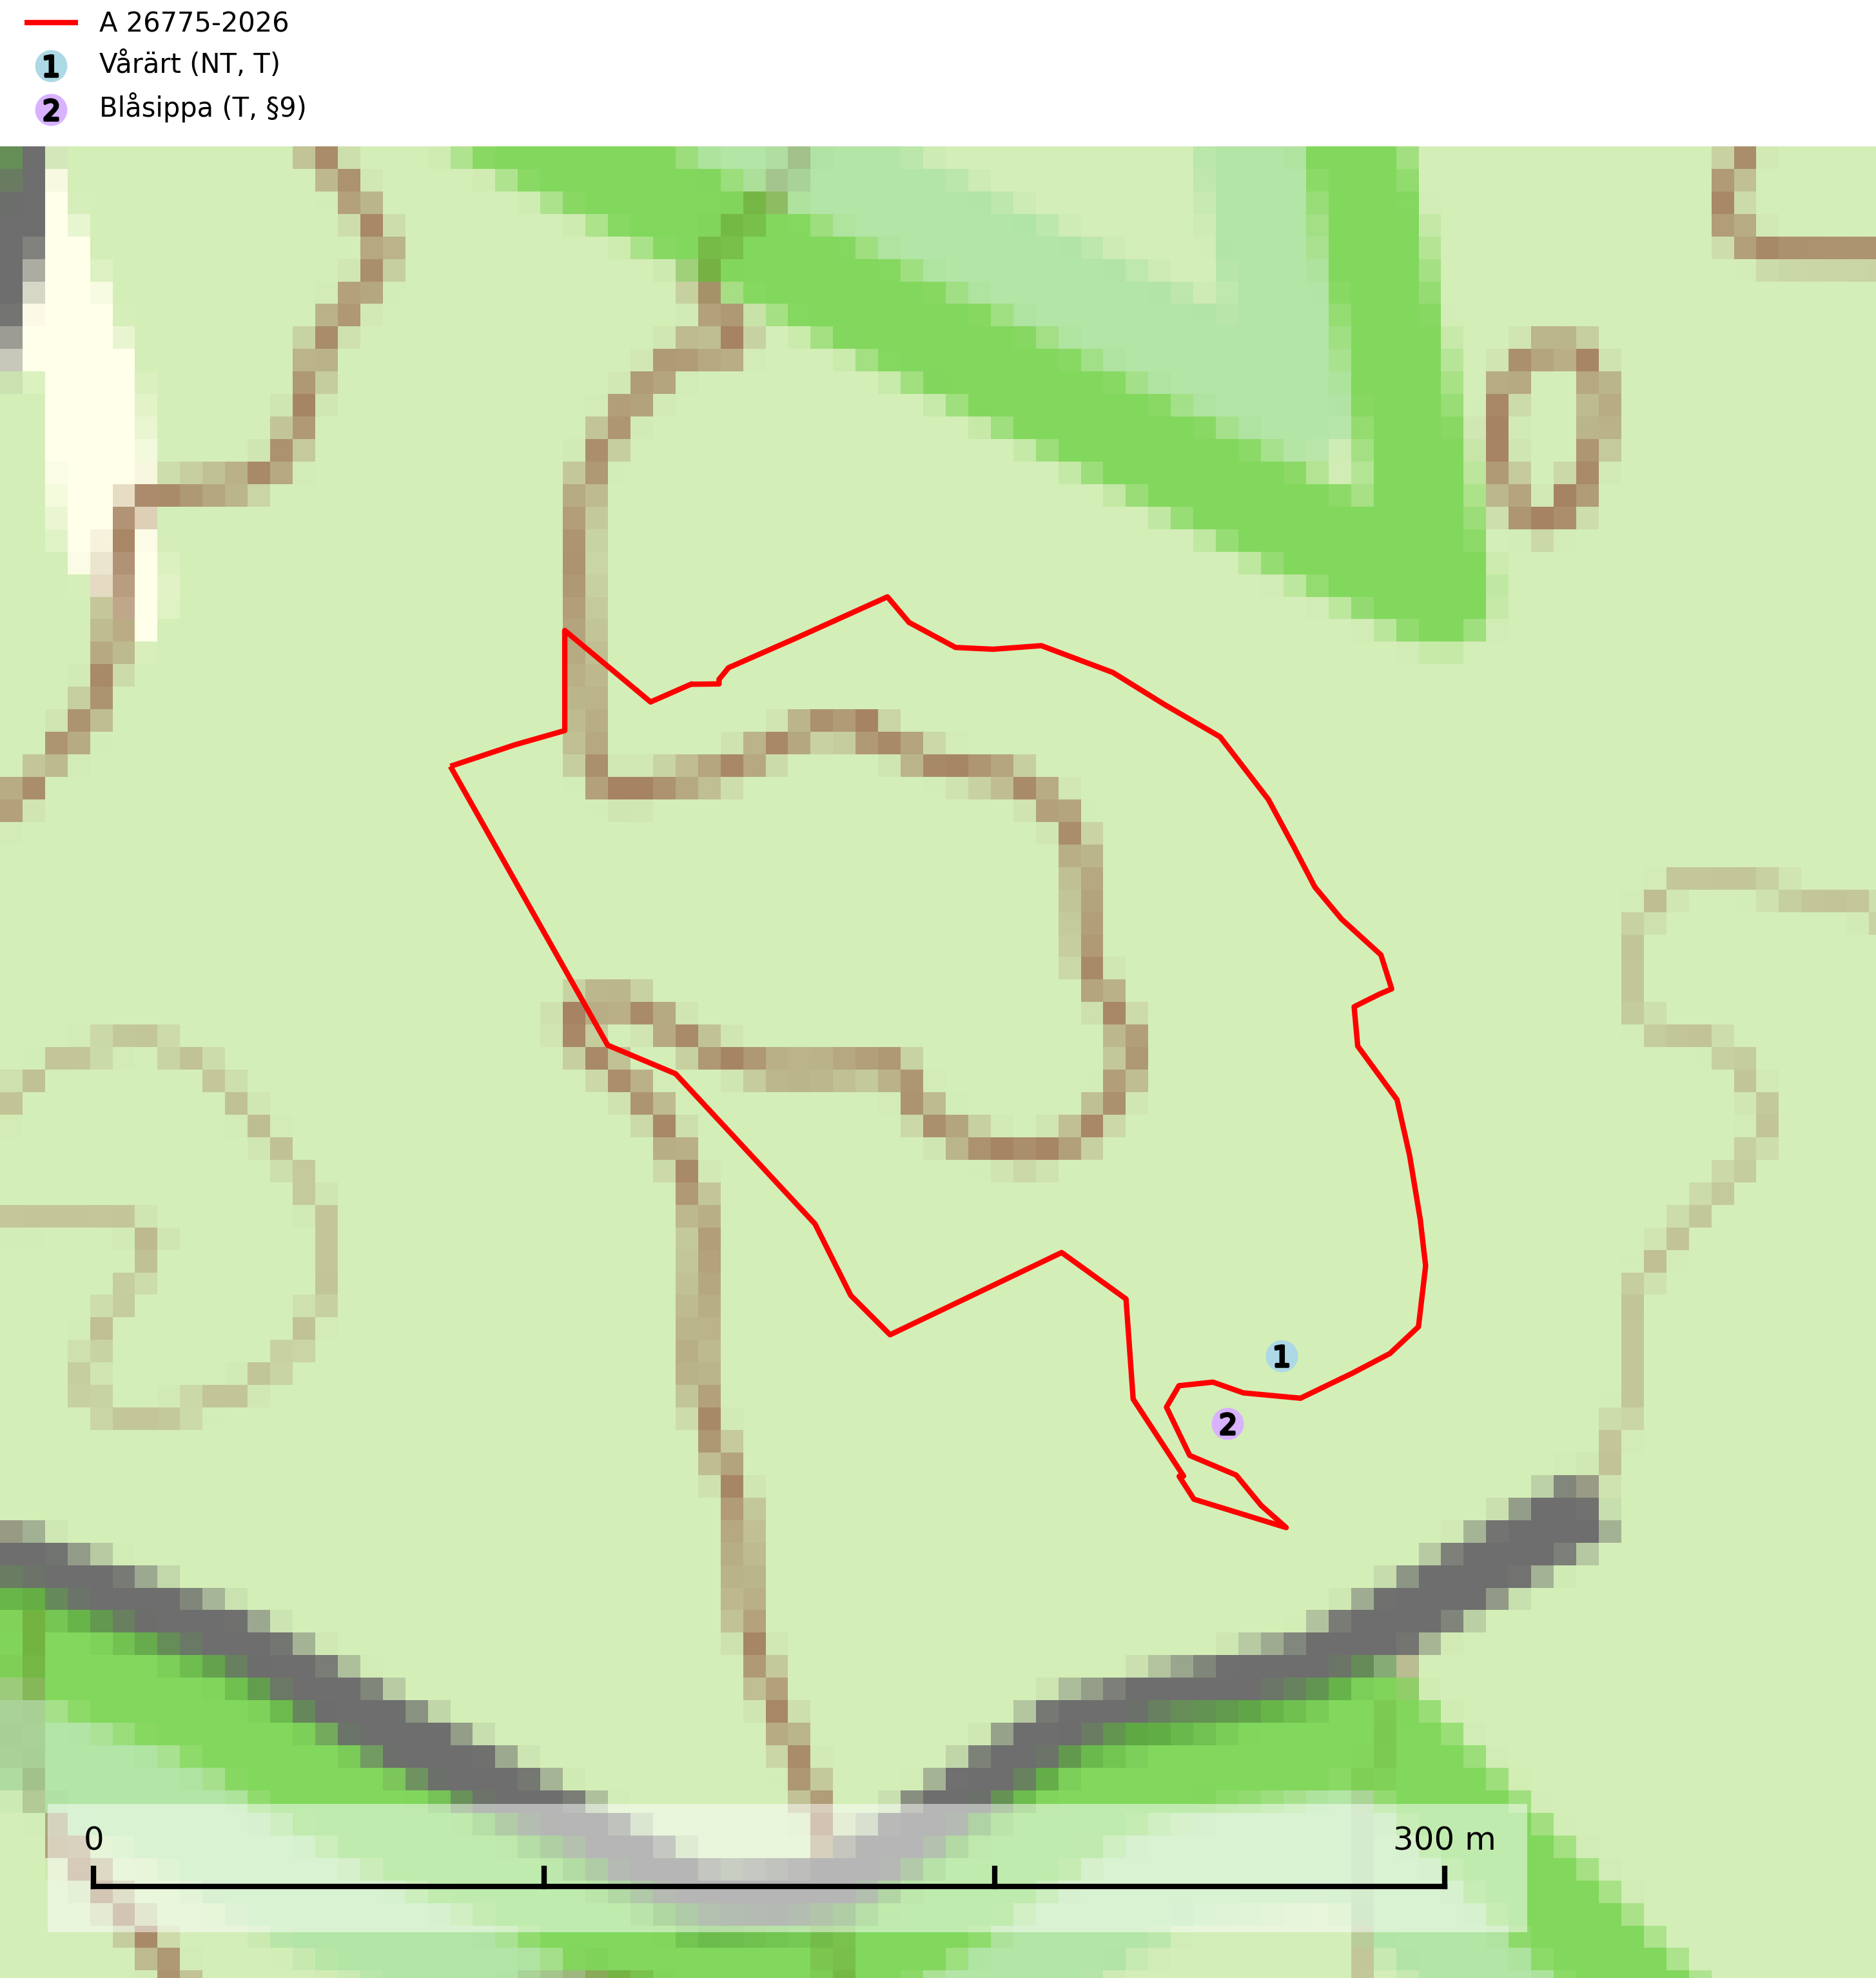 A 26775-2026
1 Vårärt (NT, T)
2 Blåsippa (T, §9)
1
2
0 300 m